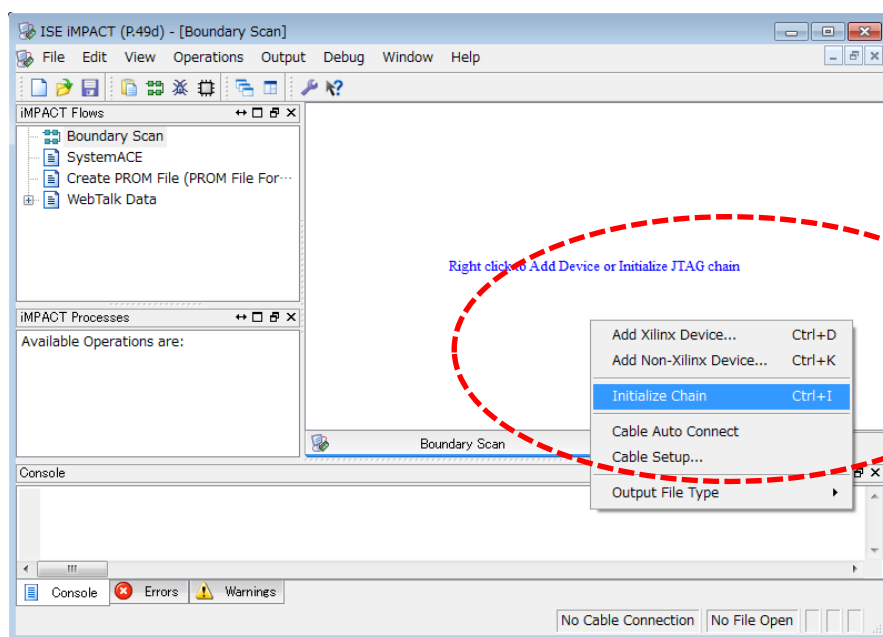 ISE iMPACT (P.49d) - [Boundary Scan]
File Edit View Operations Output Debug Window Help
iMPACT Flows
Boundary Scan
SystemACE
Create PROM File (PROM File For···
WebTalk Data
Right click to Add Device or Initialize JTAG chain
iMPACT Processes
Available Operations are:
Add Xilinx Device... Ctrl+D
Add Non-Xilinx Device... Ctrl+K
Initialize Chain Ctrl+I
Cable Auto Connect
Cable Setup...
Output File Type
Boundary Scan
Console
Console Errors Warnings
No Cable Connection No File Open